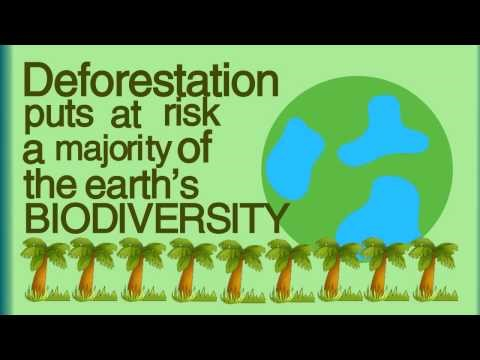 Deforestation
puts at risk
a majority of
the earth's
BIODIVERSITY